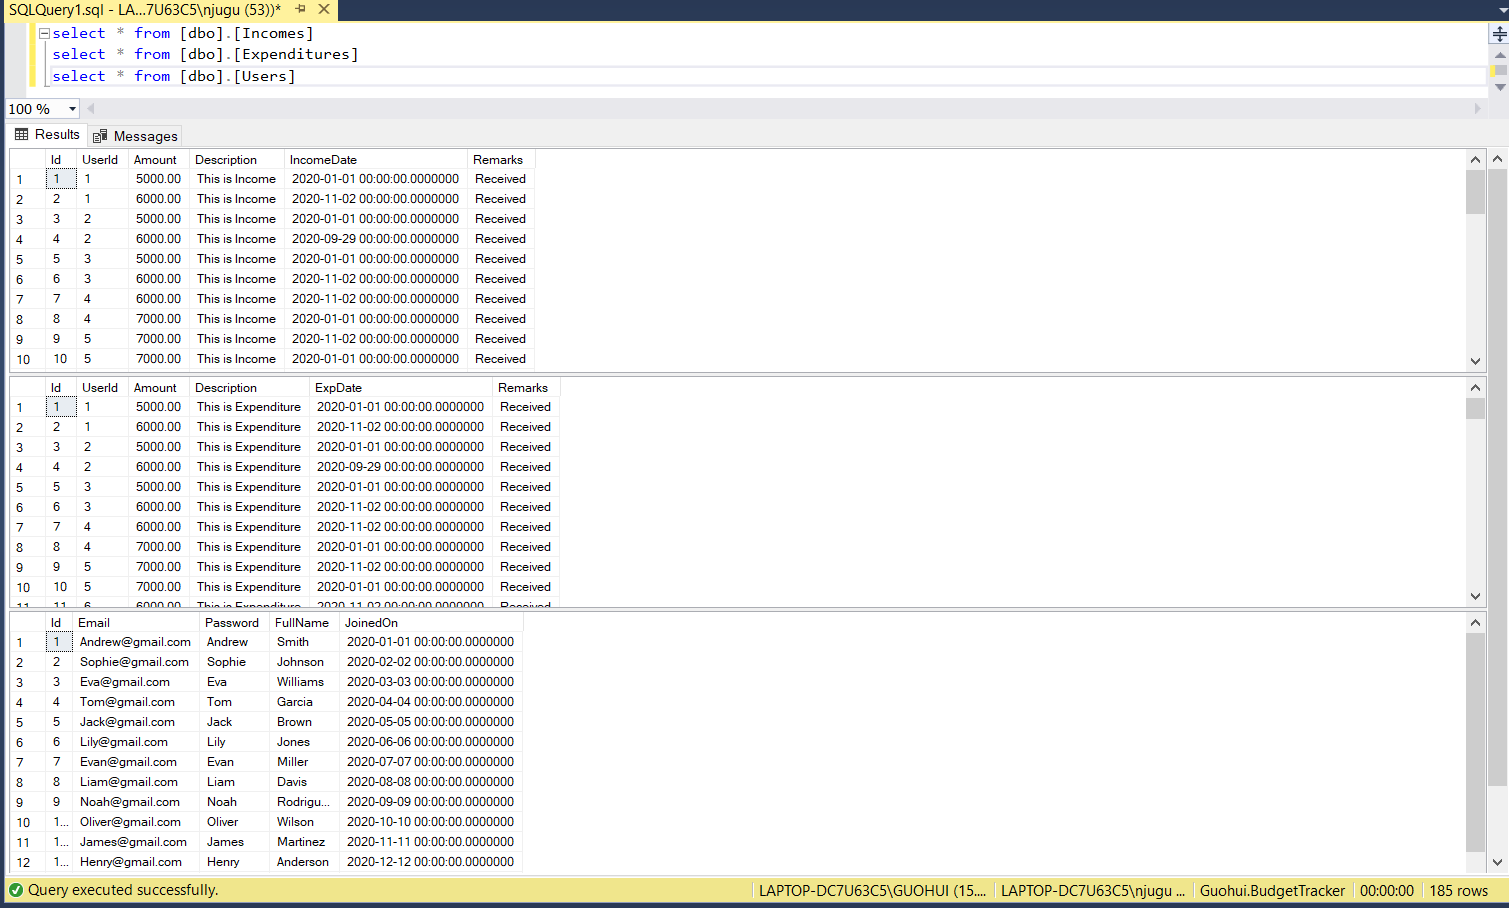 SQLQuery1.sql - LA...7U63C5\njugu (53))*
select * from [dbo].[Incomes]
select * from [dbo].[Expenditures]
select * from [dbo].[Users]
100 %
Results Messages
Id UserId Amount Description IncomeDate Remarks
1 1 1 5000.00 This is Income 2020-01-01 00:00:00.0000000 Received
2 2 1 6000.00 This is Income 2020-11-02 00:00:00.0000000 Received
3 3 2 5000.00 This is Income 2020-01-01 00:00:00.0000000 Received
4 4 2 6000.00 This is Income 2020-09-29 00:00:00.0000000 Received
5 5 3 5000.00 This is Income 2020-01-01 00:00:00.0000000 Received
6 6 3 6000.00 This is Income 2020-11-02 00:00:00.0000000 Received
7 7 4 6000.00 This is Income 2020-11-02 00:00:00.0000000 Received
8 8 4 7000.00 This is Income 2020-01-01 00:00:00.0000000 Received
9 9 5 7000.00 This is Income 2020-11-02 00:00:00.0000000 Received
10 10 5 7000.00 This is Income 2020-01-01 00:00:00.0000000 Received
Id UserId Amount Description ExpDate Remarks
1 1 1 5000.00 This is Expenditure 2020-01-01 00:00:00.0000000 Received
2 2 1 6000.00 This is Expenditure 2020-11-02 00:00:00.0000000 Received
3 3 2 5000.00 This is Expenditure 2020-01-01 00:00:00.0000000 Received
4 4 2 6000.00 This is Expenditure 2020-09-29 00:00:00.0000000 Received
5 5 3 5000.00 This is Expenditure 2020-01-01 00:00:00.0000000 Received
6 6 3 6000.00 This is Expenditure 2020-11-02 00:00:00.0000000 Received
7 7 4 6000.00 This is Expenditure 2020-11-02 00:00:00.0000000 Received
8 8 4 7000.00 This is Expenditure 2020-01-01 00:00:00.0000000 Received
9 9 5 7000.00 This is Expenditure 2020-11-02 00:00:00.0000000 Received
10 10 5 7000.00 This is Expenditure 2020-01-01 00:00:00.0000000 Received
11 11 6 6000.00 This is Expenditure 2020-11-02 00:00:00.0000000 Received
Id Email Password FullName JoinedOn
1 1 Andrew@gmail.com Andrew Smith 2020-01-01 00:00:00.0000000
2 2 Sophie@gmail.com Sophie Johnson 2020-02-02 00:00:00.0000000
3 3 Eva@gmail.com Eva Williams 2020-03-03 00:00:00.0000000
4 4 Tom@gmail.com Tom Garcia 2020-04-04 00:00:00.0000000
5 5 Jack@gmail.com Jack Brown 2020-05-05 00:00:00.0000000
6 6 Lily@gmail.com Lily Jones 2020-06-06 00:00:00.0000000
7 7 Evan@gmail.com Evan Miller 2020-07-07 00:00:00.0000000
8 8 Liam@gmail.com Liam Davis 2020-08-08 00:00:00.0000000
9 9 Noah@gmail.com Noah Rodrigu... 2020-09-09 00:00:00.0000000
10 1... Oliver@gmail.com Oliver Wilson 2020-10-10 00:00:00.0000000
11 1... James@gmail.com James Martinez 2020-11-11 00:00:00.0000000
12 1... Henry@gmail.com Henry Anderson 2020-12-12 00:00:00.0000000
Query executed successfully. LAPTOP-DC7U63C5\GUOHUI (15.... LAPTOP-DC7U63C5\njugu ... Guohui.BudgetTracker 00:00:00 185 rows